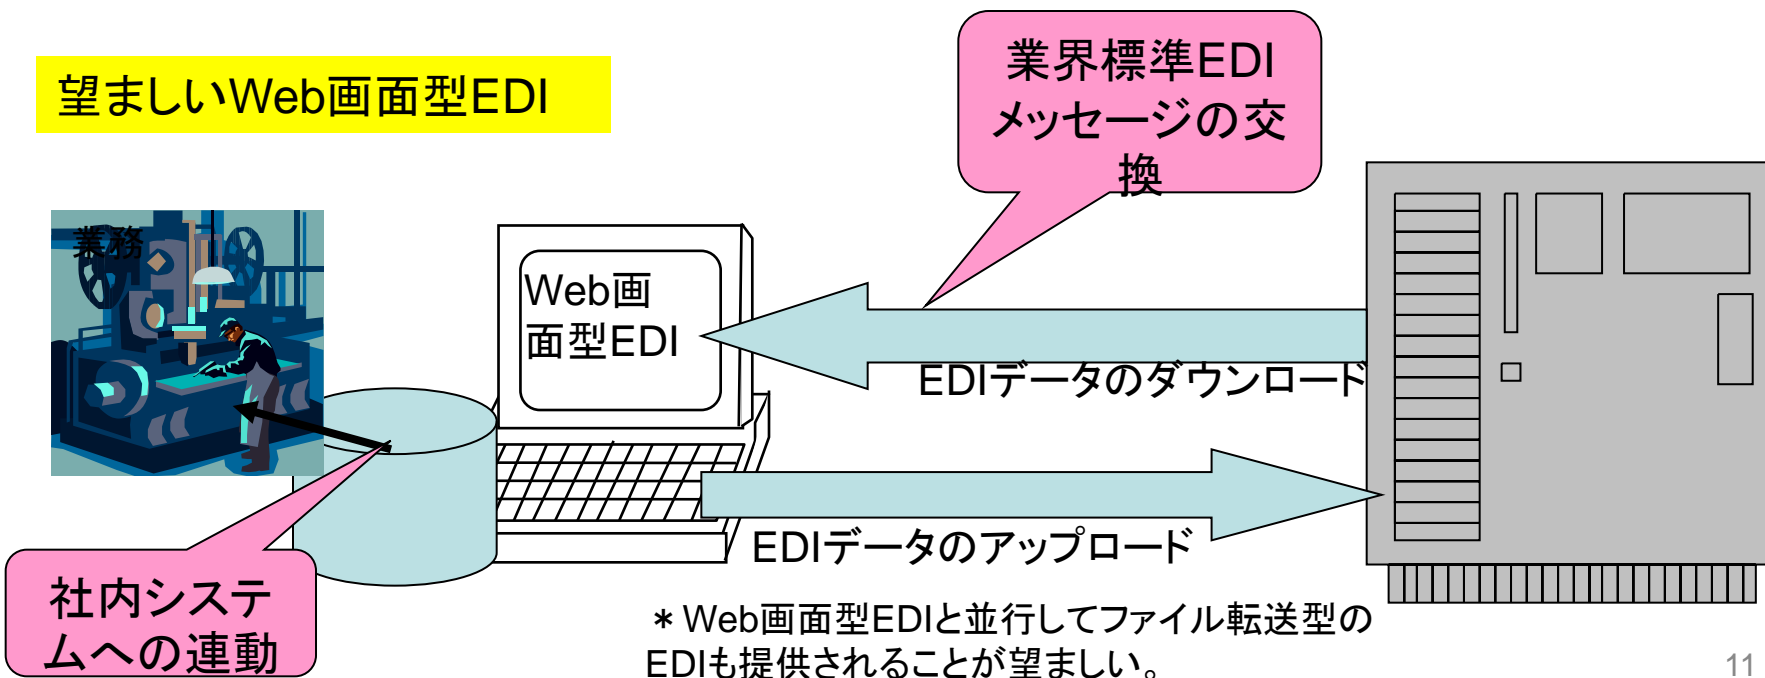 望ましいWeb画面型EDI
業界標準EDI
メッセージの交
換
業務
Web画
面型EDI
EDIデータのダウンロード
EDIデータのアップロード
社内システ
ムへの連動
＊Web画面型EDIと並行してファイル転送型の
EDIも提供されることが望ましい。
11